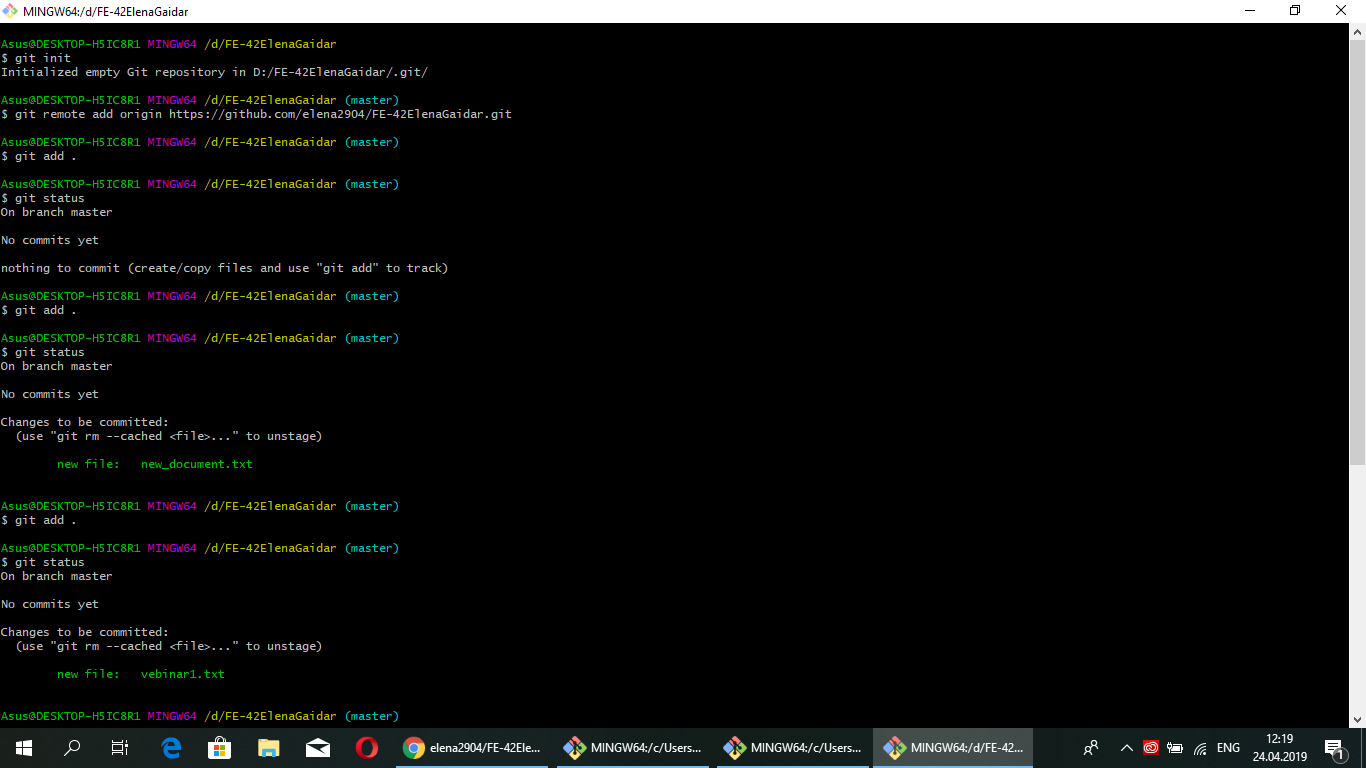 MINGW64:/d/FE-42ElenaGaidar
Asus@DESKTOP-H5IC8R1 MINGW64 /d/FE-42ElenaGaidar
$ git init
Initialized empty Git repository in D:/FE-42ElenaGaidar/.git/
Asus@DESKTOP-H5IC8R1 MINGW64 /d/FE-42ElenaGaidar (master)
$ git remote add origin https://github.com/elena2904/FE-42ElenaGaidar.git
Asus@DESKTOP-H5IC8R1 MINGW64 /d/FE-42ElenaGaidar (master)
$ git add .
Asus@DESKTOP-H5IC8R1 MINGW64 /d/FE-42ElenaGaidar (master)
$ git status
On branch master
No commits yet
nothing to commit (create/copy files and use "git add" to track)
Asus@DESKTOP-H5IC8R1 MINGW64 /d/FE-42ElenaGaidar (master)
$ git add .
Asus@DESKTOP-H5IC8R1 MINGW64 /d/FE-42ElenaGaidar (master)
$ git status
On branch master
No commits yet
Changes to be committed:
  (use "git rm --cached <file>..." to unstage)
        new file:   new_document.txt
Asus@DESKTOP-H5IC8R1 MINGW64 /d/FE-42ElenaGaidar (master)
$ git add .
Asus@DESKTOP-H5IC8R1 MINGW64 /d/FE-42ElenaGaidar (master)
$ git status
On branch master
No commits yet
Changes to be committed:
  (use "git rm --cached <file>..." to unstage)
        new file:   vebinar1.txt
Asus@DESKTOP-H5IC8R1 MINGW64 /d/FE-42ElenaGaidar (master)
elena2904/FE-42Ele...
MINGW64:/c/Users...
MINGW64:/c/Users...
MINGW64:/d/FE-42...
ENG
12:19
24.04.2019
1